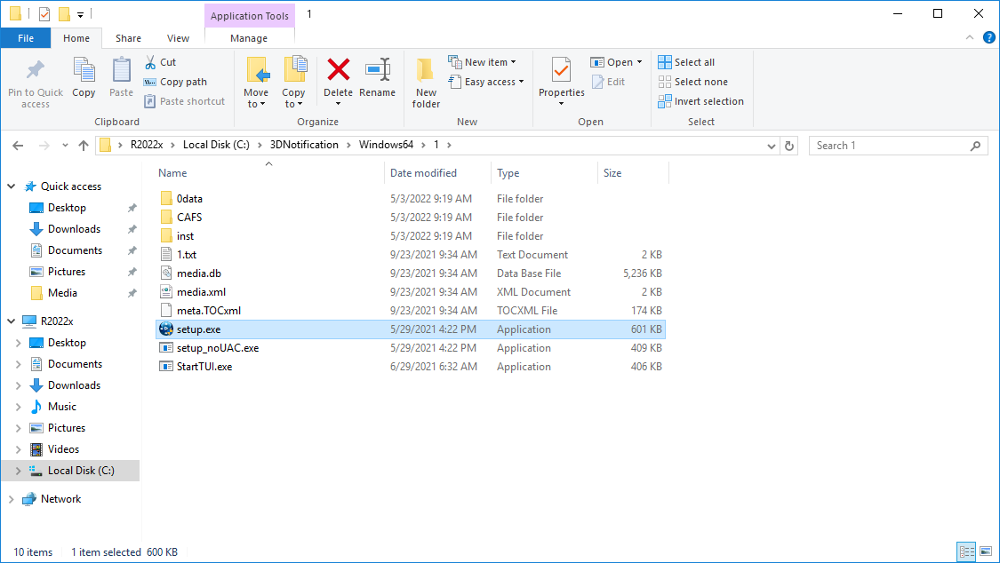 Application Tools
1
File
Home
Share
View
Manage
?
Pin to Quick access
Copy
Paste
Cut
Copy path
Paste shortcut
Clipboard
Move to
Copy to
Delete
Rename
Organize
New folder
New item
Easy access
New
Properties
Open
Edit
Open
Select all
Select none
Invert selection
Select
R2022x
Local Disk (C:)
3DNotification
Windows64
1
Search 1
Quick access
Desktop
Downloads
Documents
Pictures
Media
R2022x
Desktop
Documents
Downloads
Music
Pictures
Videos
Local Disk (C:)
Network
Name Date modified Type Size
0data 5/3/2022 9:19 AM File folder
CAFS 5/3/2022 9:19 AM File folder
inst 5/3/2022 9:19 AM File folder
1.txt 9/23/2021 9:34 AM Text Document 2 KB
media.db 9/23/2021 9:34 AM Data Base File 5,236 KB
media.xml 9/23/2021 9:34 AM XML Document 2 KB
meta.TOCxml 9/23/2021 9:34 AM TOCXML File 174 KB
setup.exe 5/29/2021 4:22 PM Application 601 KB
setup_noUAC.exe 5/29/2021 4:22 PM Application 409 KB
StartTUI.exe 6/29/2021 6:32 AM Application 406 KB
10 items 1 item selected 600 KB